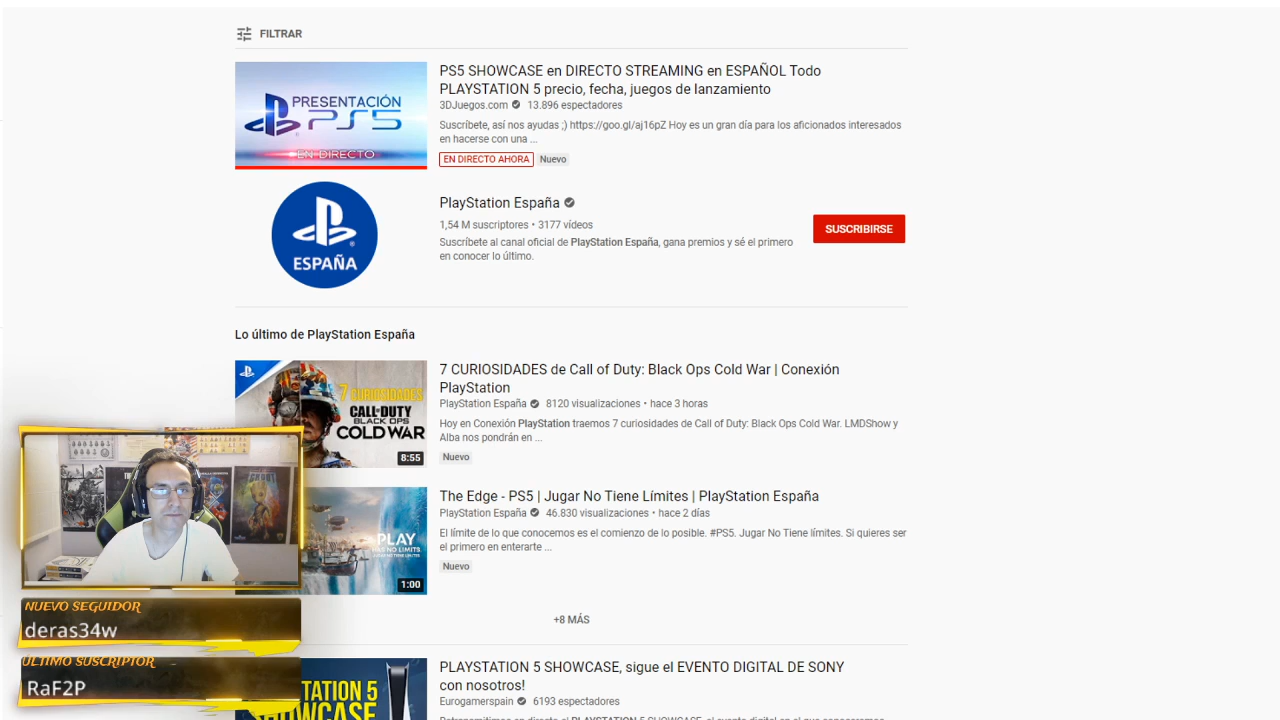 FILTRAR
PRESENTACIÓN
PS5
EN DIRECTO
PS5 SHOWCASE en DIRECTO STREAMING en ESPAÑOL Todo
PLAYSTATION 5 precio, fecha, juegos de lanzamiento
3DJuegos.com 13.896 espectadores
Suscríbete, así nos ayudas ;) https://goo.gl/aj16pZ Hoy es un gran día para los aficionados interesados
en hacerse con una ...
EN DIRECTO AHORA Nuevo
ESPAÑA
PlayStation España
1,54 M suscriptores • 3177 vídeos
Suscríbete al canal oficial de PlayStation España, gana premios y sé el primero
en conocer lo último.
SUSCRIBIRSE
Lo último de PlayStation España
7 CURIOSIDADES
CALL OF DUTY
BLACK OPS
COLD WAR
8:55
7 CURIOSIDADES de Call of Duty: Black Ops Cold War | Conexión
PlayStation
PlayStation España 8120 visualizaciones • hace 3 horas
Hoy en Conexión PlayStation traemos 7 curiosidades de Call of Duty: Black Ops Cold War. LMDShow y
Alba nos pondrán en ...
Nuevo
PLAY
HAS NO LIMITS
1:00
The Edge - PS5 | Jugar No Tiene Límites | PlayStation España
PlayStation España 46.830 visualizaciones • hace 2 días
El límite de lo que conocemos es el comienzo de lo posible. #PS5. Jugar No Tiene límites. Si quieres ser
el primero en enterarte ...
Nuevo
+8 MÁS
PLAYSTATION 5 SHOWCASE, sigue el EVENTO DIGITAL DE SONY
con nosotros!
Eurogamerspain 6193 espectadores
TATION 5
SHOWCASE
NUEVO SEGUIDOR
deras34w
ÚLTIMO SUSCRIPTOR
RaF2P